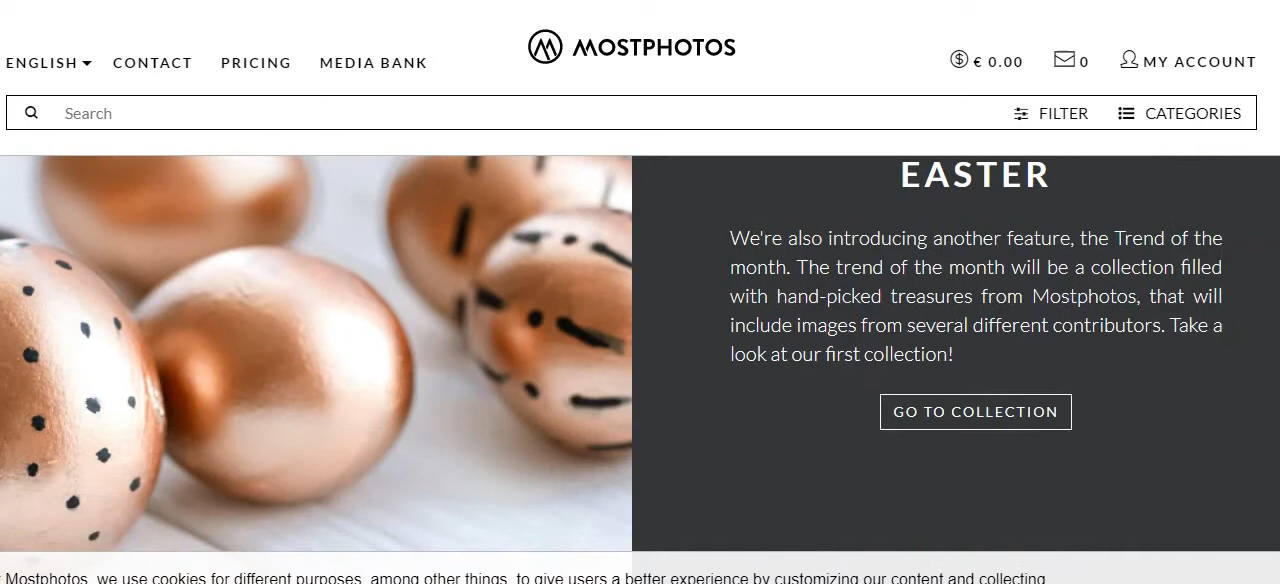 MOSTPHOTOS
ENGLISH CONTACT PRICING MEDIA BANK € 0.00 0 MY ACCOUNT
Search FILTER CATEGORIES
EASTER
We're also introducing another feature, the Trend of the
month. The trend of the month will be a collection filled
with hand-picked treasures from Mostphotos, that will
include images from several different contributors. Take a
look at our first collection!
GO TO COLLECTION
Mostphotos, we use cookies for different purposes, among other things, to give users a better experience by customizing our content and collecting